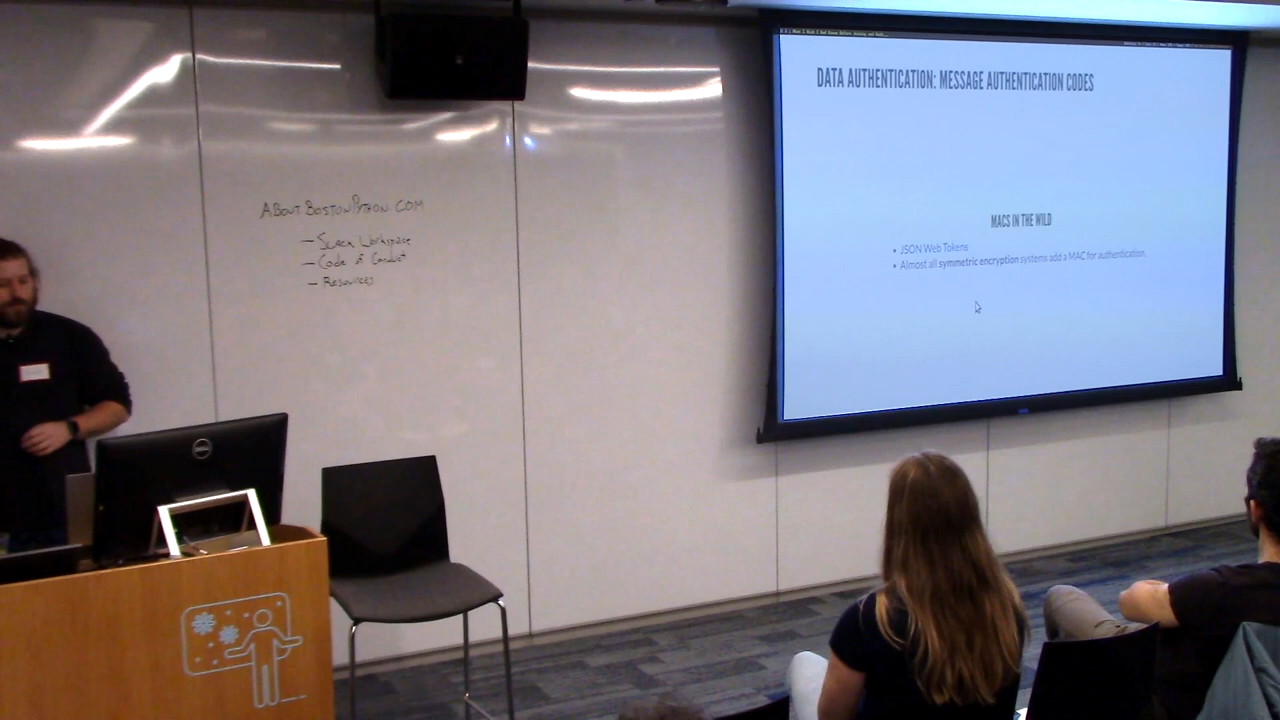 ABOUT BOSTONPYTHON.COM
— Slack Workspace
— Code of Conduct
— Resources
DATA AUTHENTICATION: MESSAGE AUTHENTICATION CODES
MACS IN THE WILD
• JSON Web Tokens
• Almost all symmetric encryption systems add a MAC for authentication.
DELL